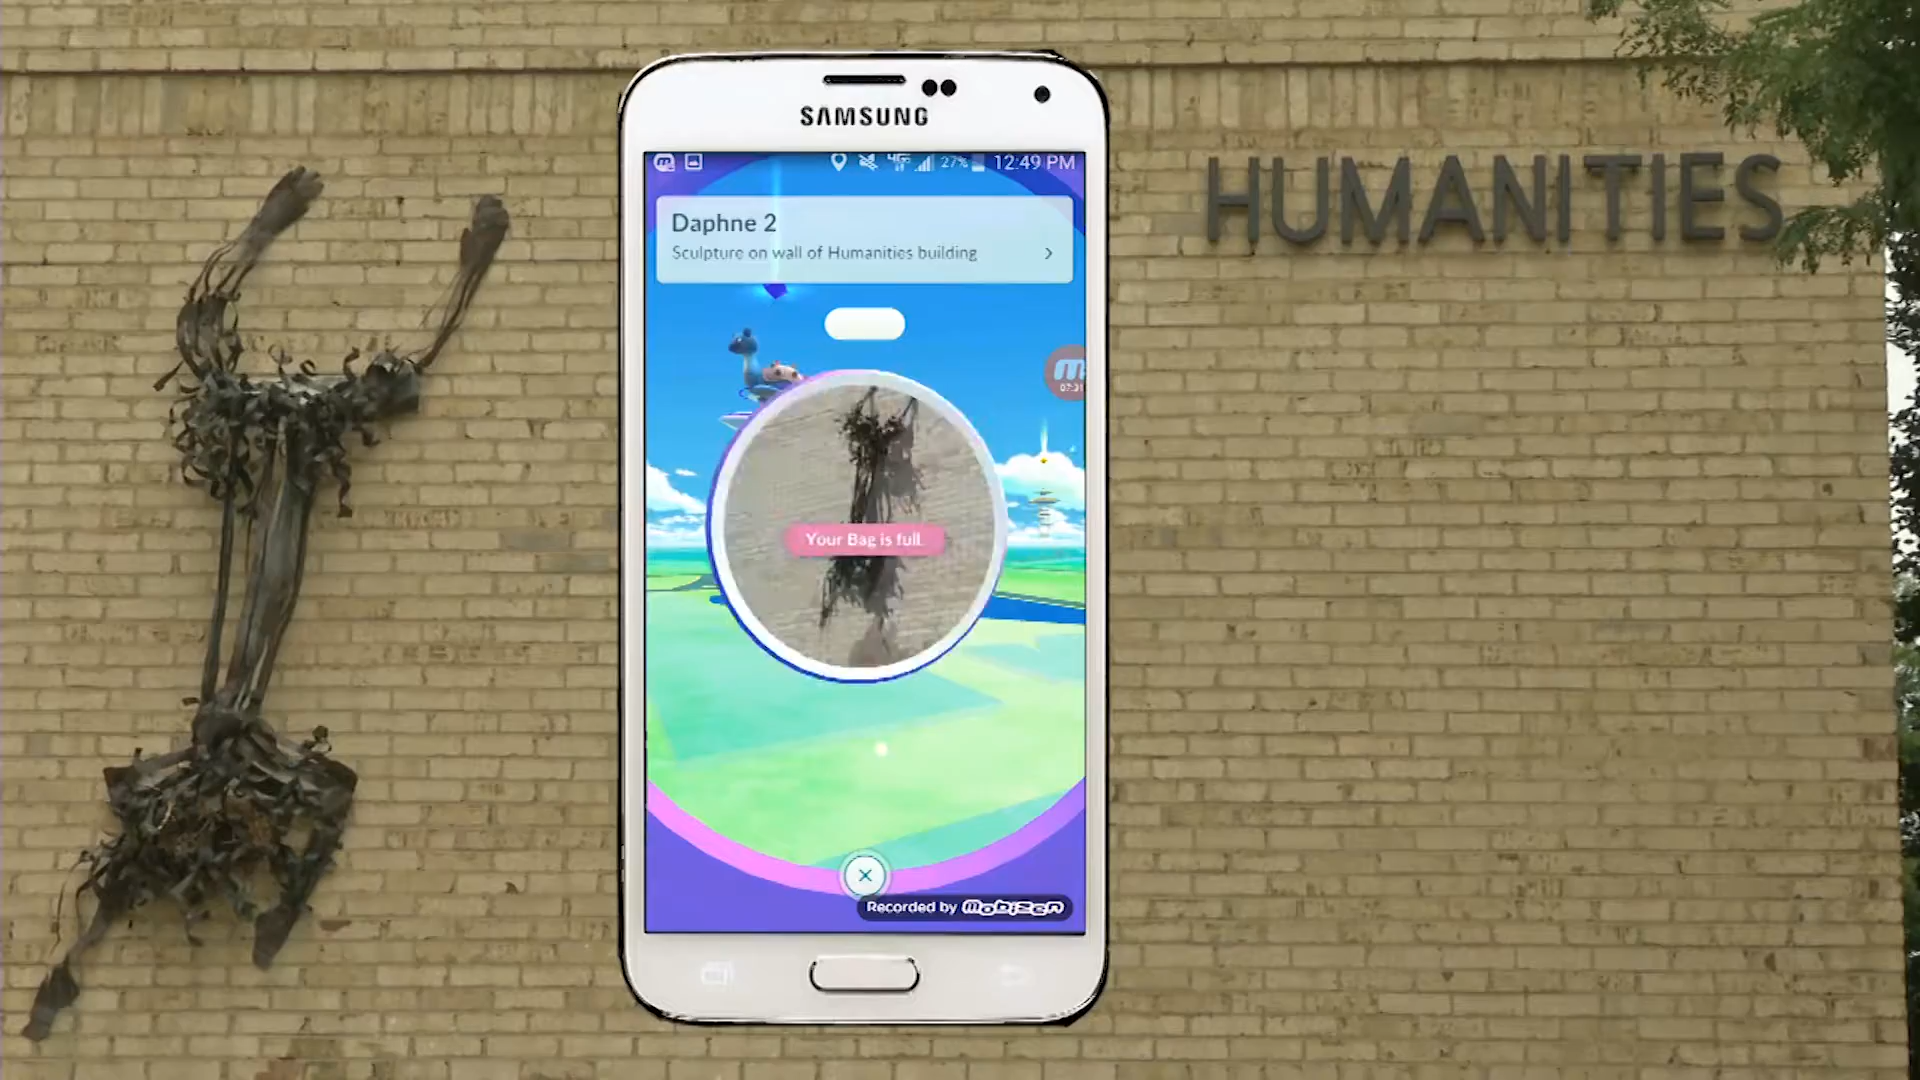 SAMSUNG
27% 12:49 PM
HUMANITIES
Daphne 2
Sculpture on wall of Humanities building
Your Bag is full.
Recorded by Mobizen